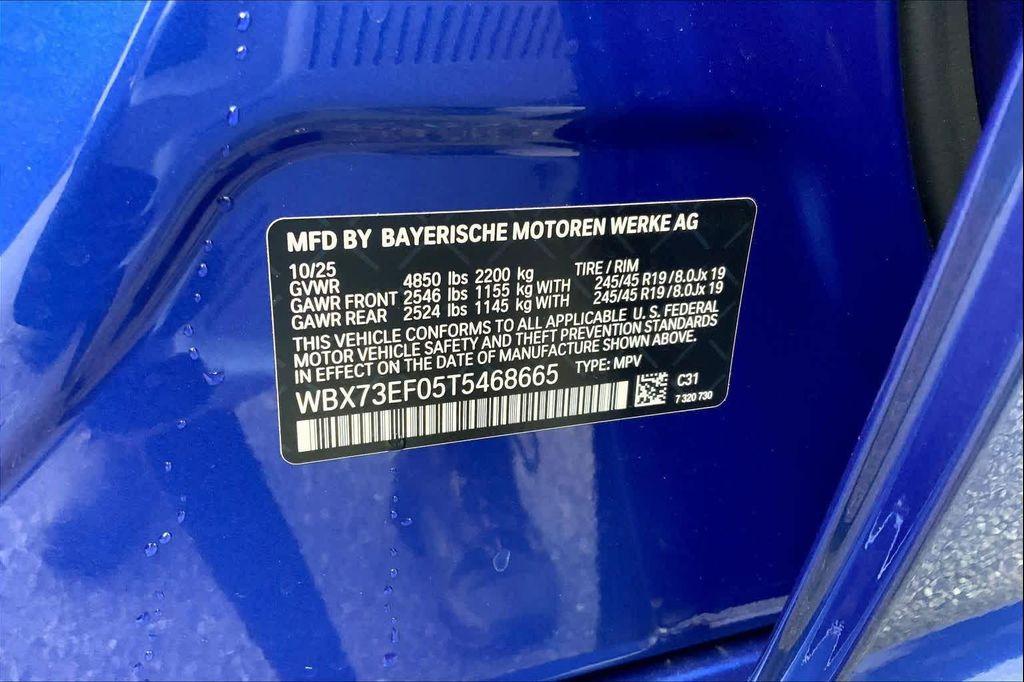 MFD BY BAYERISCHE MOTOREN WERKE AG
10/25 TIRE / RIM
GVWR 4850 lbs 2200 kg
GAWR FRONT 2546 lbs 1155 kg WITH 245/45 R19 / 8.0Jx 19
GAWR REAR 2524 lbs 1145 kg WITH 245/45 R19 / 8.0Jx 19
THIS VEHICLE CONFORMS TO ALL APPLICABLE U. S. FEDERAL
MOTOR VEHICLE SAFETY AND THEFT PREVENTION STANDARDS
IN EFFECT ON THE DATE OF MANUFACTURE SHOWN ABOVE.
WBX73EF05T5468665 TYPE: MPV
C31
7 320 730